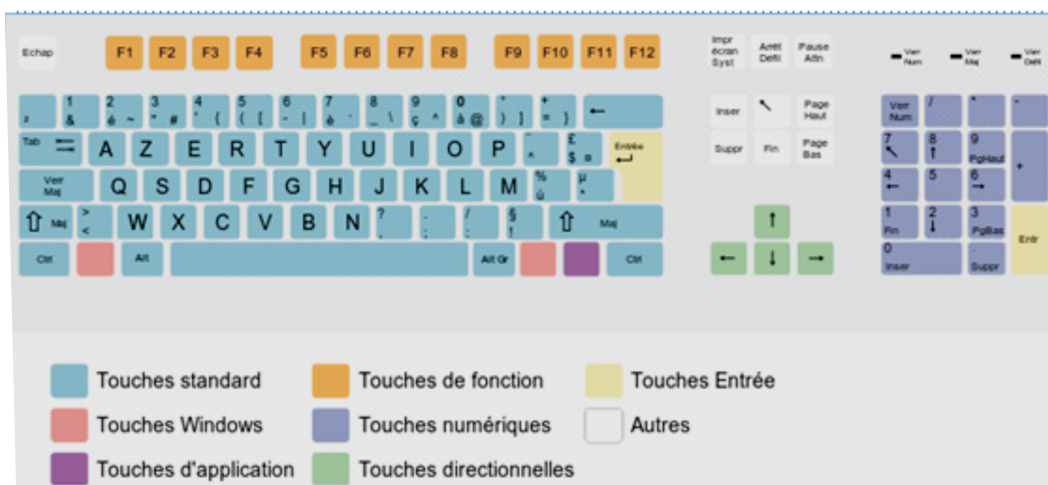 Echap F1 F2 F3 F4 F5 F6 F7 F8 F9 F10 F11 F12
Impr écran Syst
Arrêt Défil
Pause Attn
Verr Num
Verr Maj
Verr Défil
²
1 &
2 é ~
3 " #
4 ' {
5 ( [
6 - |
7 è `
8 _ \
9 ç ^
0 à @
° ) ]
+ = }
←
Inser ↖ Page Haut
Verr Num / * -
Tab A Z E R T Y U I O P ¨ ^ £ $ ¤ Entrée
Suppr Fin Page Bas
7 ↖ 8 ↑ 9 PgHaut +
Verr Maj Q S D F G H J K L M % ù µ *
4 ← 5 6 →
⇧ Maj > < W X C V B N ? , . ; / : § ! ⇧ Maj
↑
1 Fin 2 ↓ 3 PgBas Entr
Ctrl Alt Alt Gr Ctrl
← ↓ →
0 Inser . Suppr
Touches standard Touches de fonction Touches Entrée
Touches Windows Touches numériques Autres
Touches d'application Touches directionnelles